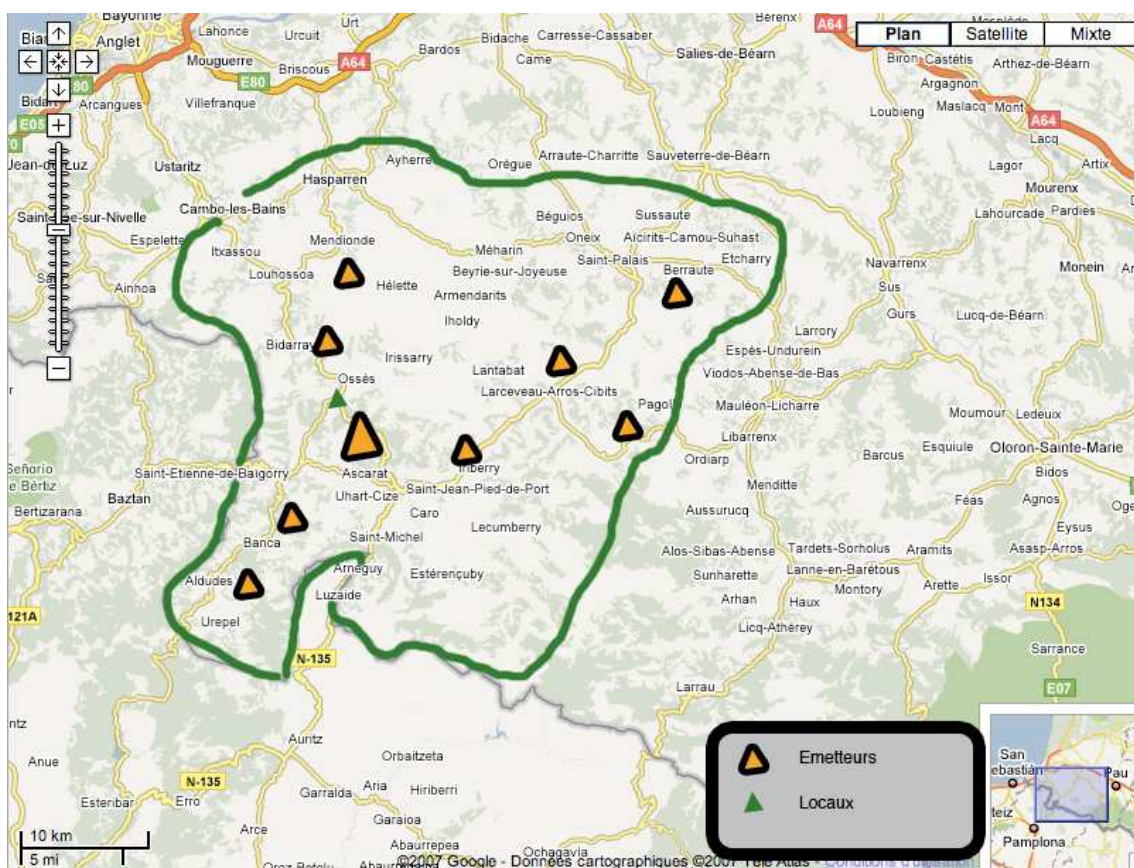 Bayonne
Urt
Lahonce
Urcuit
Bidache
Carresse-Cassaber
Bérenx
A64
Plan
Satellite
Mixte
Anglet
Came
Bardos
Salies-de-Béarn
Mouguerre
Briscous
A64
Biron
Castétis
Arthez-de-Béarn
E80
Argagnon
Bidart
Arcangues
Villefranque
Loubieng
Maslacq
Mont
A64
E05
Lacq
Ustaritz
Ayherre
Orégue
Arraute-Charritte
Sauveterre-de-Béarn
Lagor
Artix
Hasparren
Mourenx
Cambo-les-Bains
Lahourcade
Pardies
Béguios
Sussaute
Espelette
Itxassou
Mendionde
Méharin
Oneix
Aicirits-Camou-Suhast
Saint-Palais
Etcharry
Navarrenx
Monein
Louhossoa
Beyrie-sur-Joyeuse
Berraute
Ainhoa
Hélette
Armendarits
Sus
Iholdy
Gurs
Lucq-de-Béarn
Larrory
Bidarray
Irissarry
Espès-Undurein
Lantabat
Viodos-Abense-de-Bas
Ossès
Larceveau-Arros-Cibits
Mauléon-Licharre
Moumour
Ledeuix
Libarrenx
Esquiule
Oloron-Sainte-Marie
Señorio
de Bértiz
Saint-Etienne-de-Baigorry
Ascarat
Ordiarp
Barcus
Bidos
Baztan
Uhart-Cize
Saint-Jean-Pied-de-Port
Menditte
Féas
Agnos
Bertizarana
Caro
Aussurucq
Lecumberry
Eysus
Banca
Saint-Michel
Alos-Sibas-Abense
Tardets-Sorholus
Aramits
Asasp-Arros
Aldudes
Arneguy
Estérençuby
Sunharette
Lanne-en-Barétous
Arette
Issor
Luzaide
Arhan
Haux
Montory
N134
121A
Urepel
Licq-Athérey
Sarrance
N-135
Larrau
E07
Auritz
Anue
Orbaitzeta
Emetteurs
San
N-135
Aria
Hiriberri
Pau
Esteribar
Erro
Garralda
Locaux
Garaioa
10 km
Arce
Abaurrepea
Pamplona
5 mi
Ochagavía
©2007 Google - Données cartographiques ©2007 Tele Atlas - Conditions d'utilisation